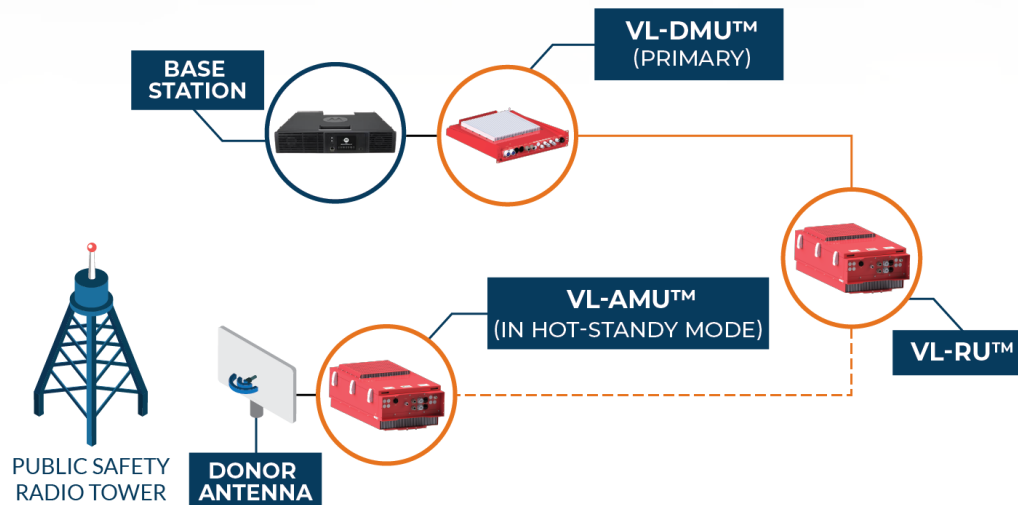 VL-DMU™
(PRIMARY)
BASE
STATION
VL-AMU™
(IN HOT-STANDY MODE)
VL-RU™
PUBLIC SAFETY
RADIO TOWER
DONOR
ANTENNA